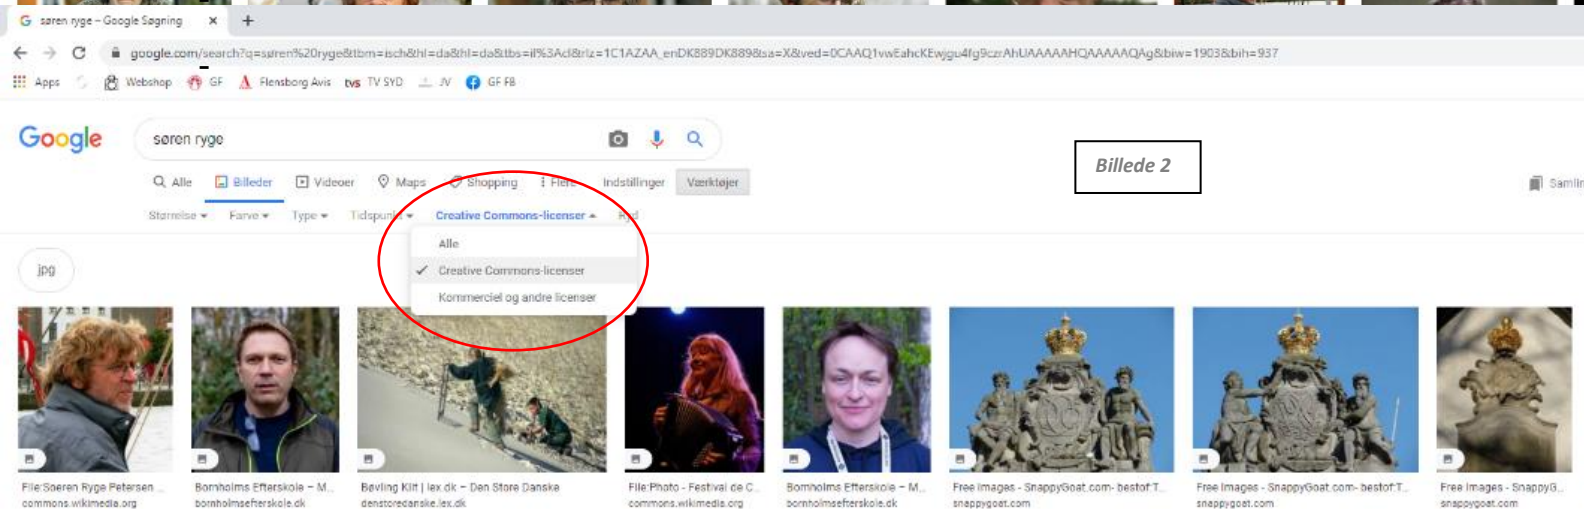 søren ryge – Google Søgning
google.com/search?q=søren%20ryge&tbm=isch&hl=da&hl=da&tbs=il%3Acl&rlz=1C1AZAA_enDK889DK889&sa=X&ved=0CAAQ1vwEahcKEwjgu4fg9czrAhUAAAAAHQAAAAAQAg&biw=1903&bih=937
Apps Webshop GF Flensborg Avis tvs TV SYD JV GF FB
Google søren ryge
Billede 2
Alle Billeder Videoer Maps Shopping Flere Indstillinger Værktøjer
Størrelse Farve Type Tidspunkt Creative Commons-licenser Ryd
Alle
Creative Commons-licenser
Kommerciel og andre licenser
jpg
File:Soeren Ryge Petersen ... Bornholms Efterskole – M... Bøvling Klit | lex.dk – Den Store Danske File:Photo - Festival de C... Bornholms Efterskole – M... Free Images - SnappyGoat.com- bestof:T... Free Images - SnappyGoat.com- bestof:T... Free Images - SnappyG...
commons.wikimedia.org bornholmsefterskole.dk denstoredanske.lex.dk commons.wikimedia.org bornholmsefterskole.dk snappygoat.com snappygoat.com snappygoat.com